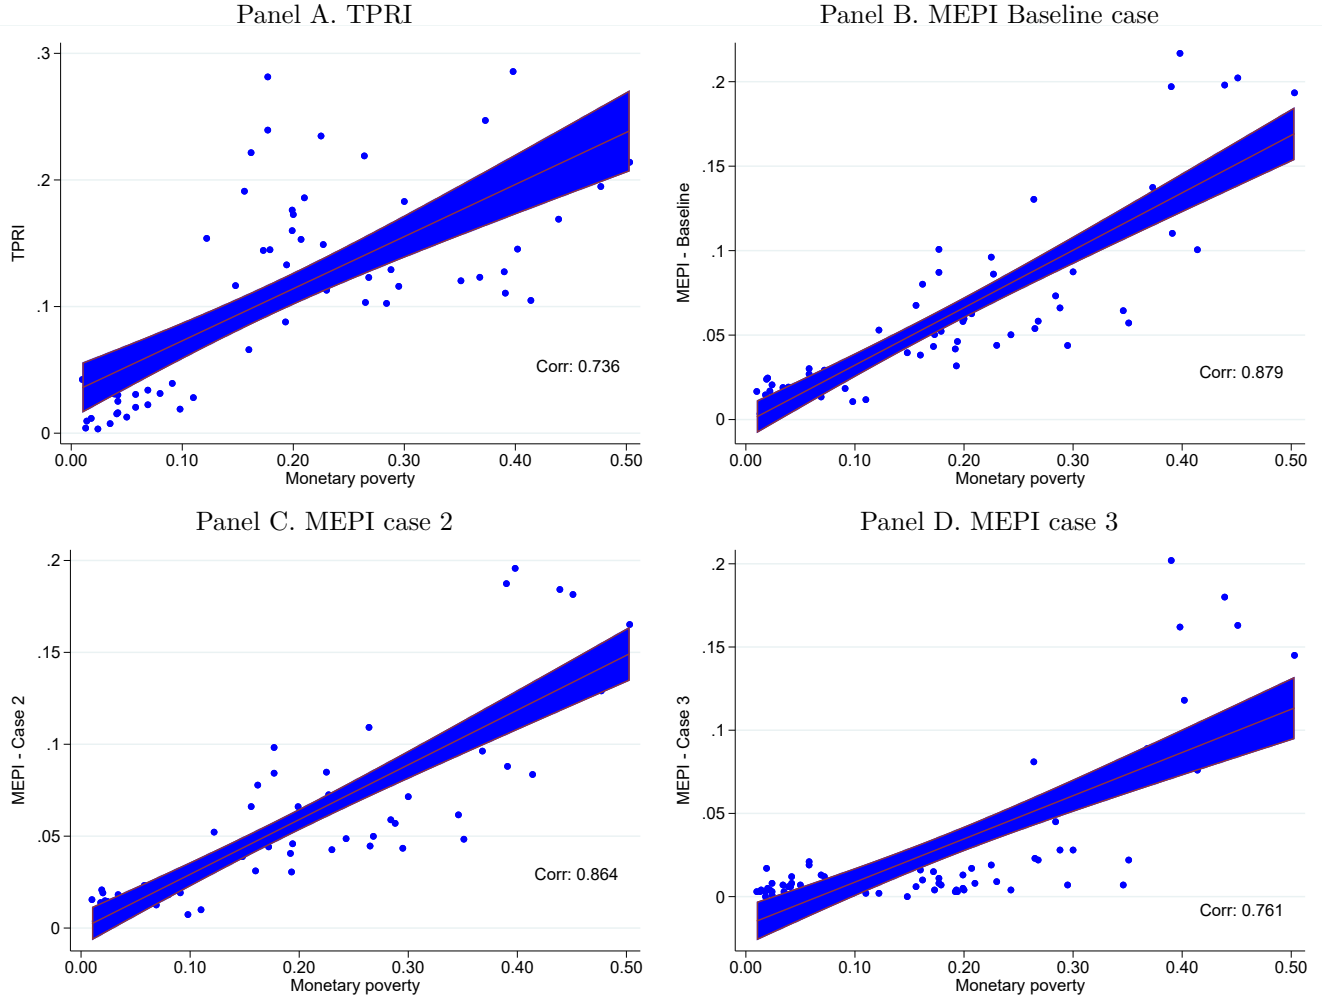 Panel A. TPRI
.3
.2
.1
0
TPRI
Corr: 0.736
0.00 0.10 0.20 0.30 0.40 0.50
Monetary poverty
Panel B. MEPI Baseline case
.2
.15
.1
.05
0
MEPI - Baseline
Corr: 0.879
0.00 0.10 0.20 0.30 0.40 0.50
Monetary poverty
Panel C. MEPI case 2
.2
.15
.1
.05
0
MEPI - Case 2
Corr: 0.864
0.00 0.10 0.20 0.30 0.40 0.50
Monetary poverty
Panel D. MEPI case 3
.2
.15
.1
.05
0
MEPI - Case 3
Corr: 0.761
0.00 0.10 0.20 0.30 0.40 0.50
Monetary poverty